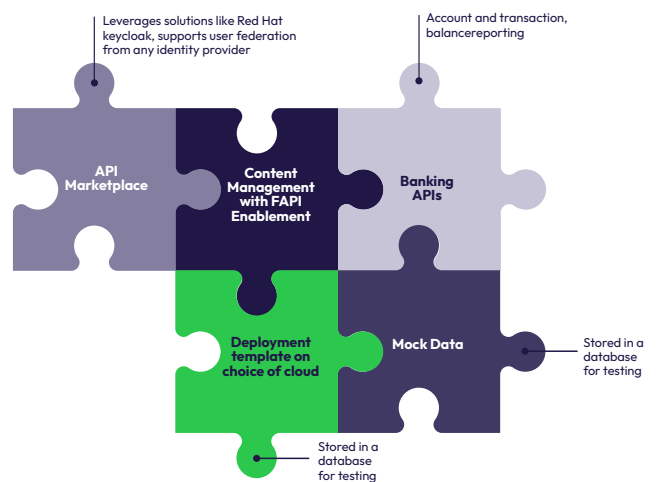 Leverages solutions like Red Hat
keycloak, supports user federation
from any identity provider
Account and transaction,
balancereporting
API
Marketplace
Content
Management
with FAPI
Enablement
Banking
APIs
Deployment
template on
choice of cloud
Mock Data
Stored in a
database
for testing
Stored in a
database
for testing